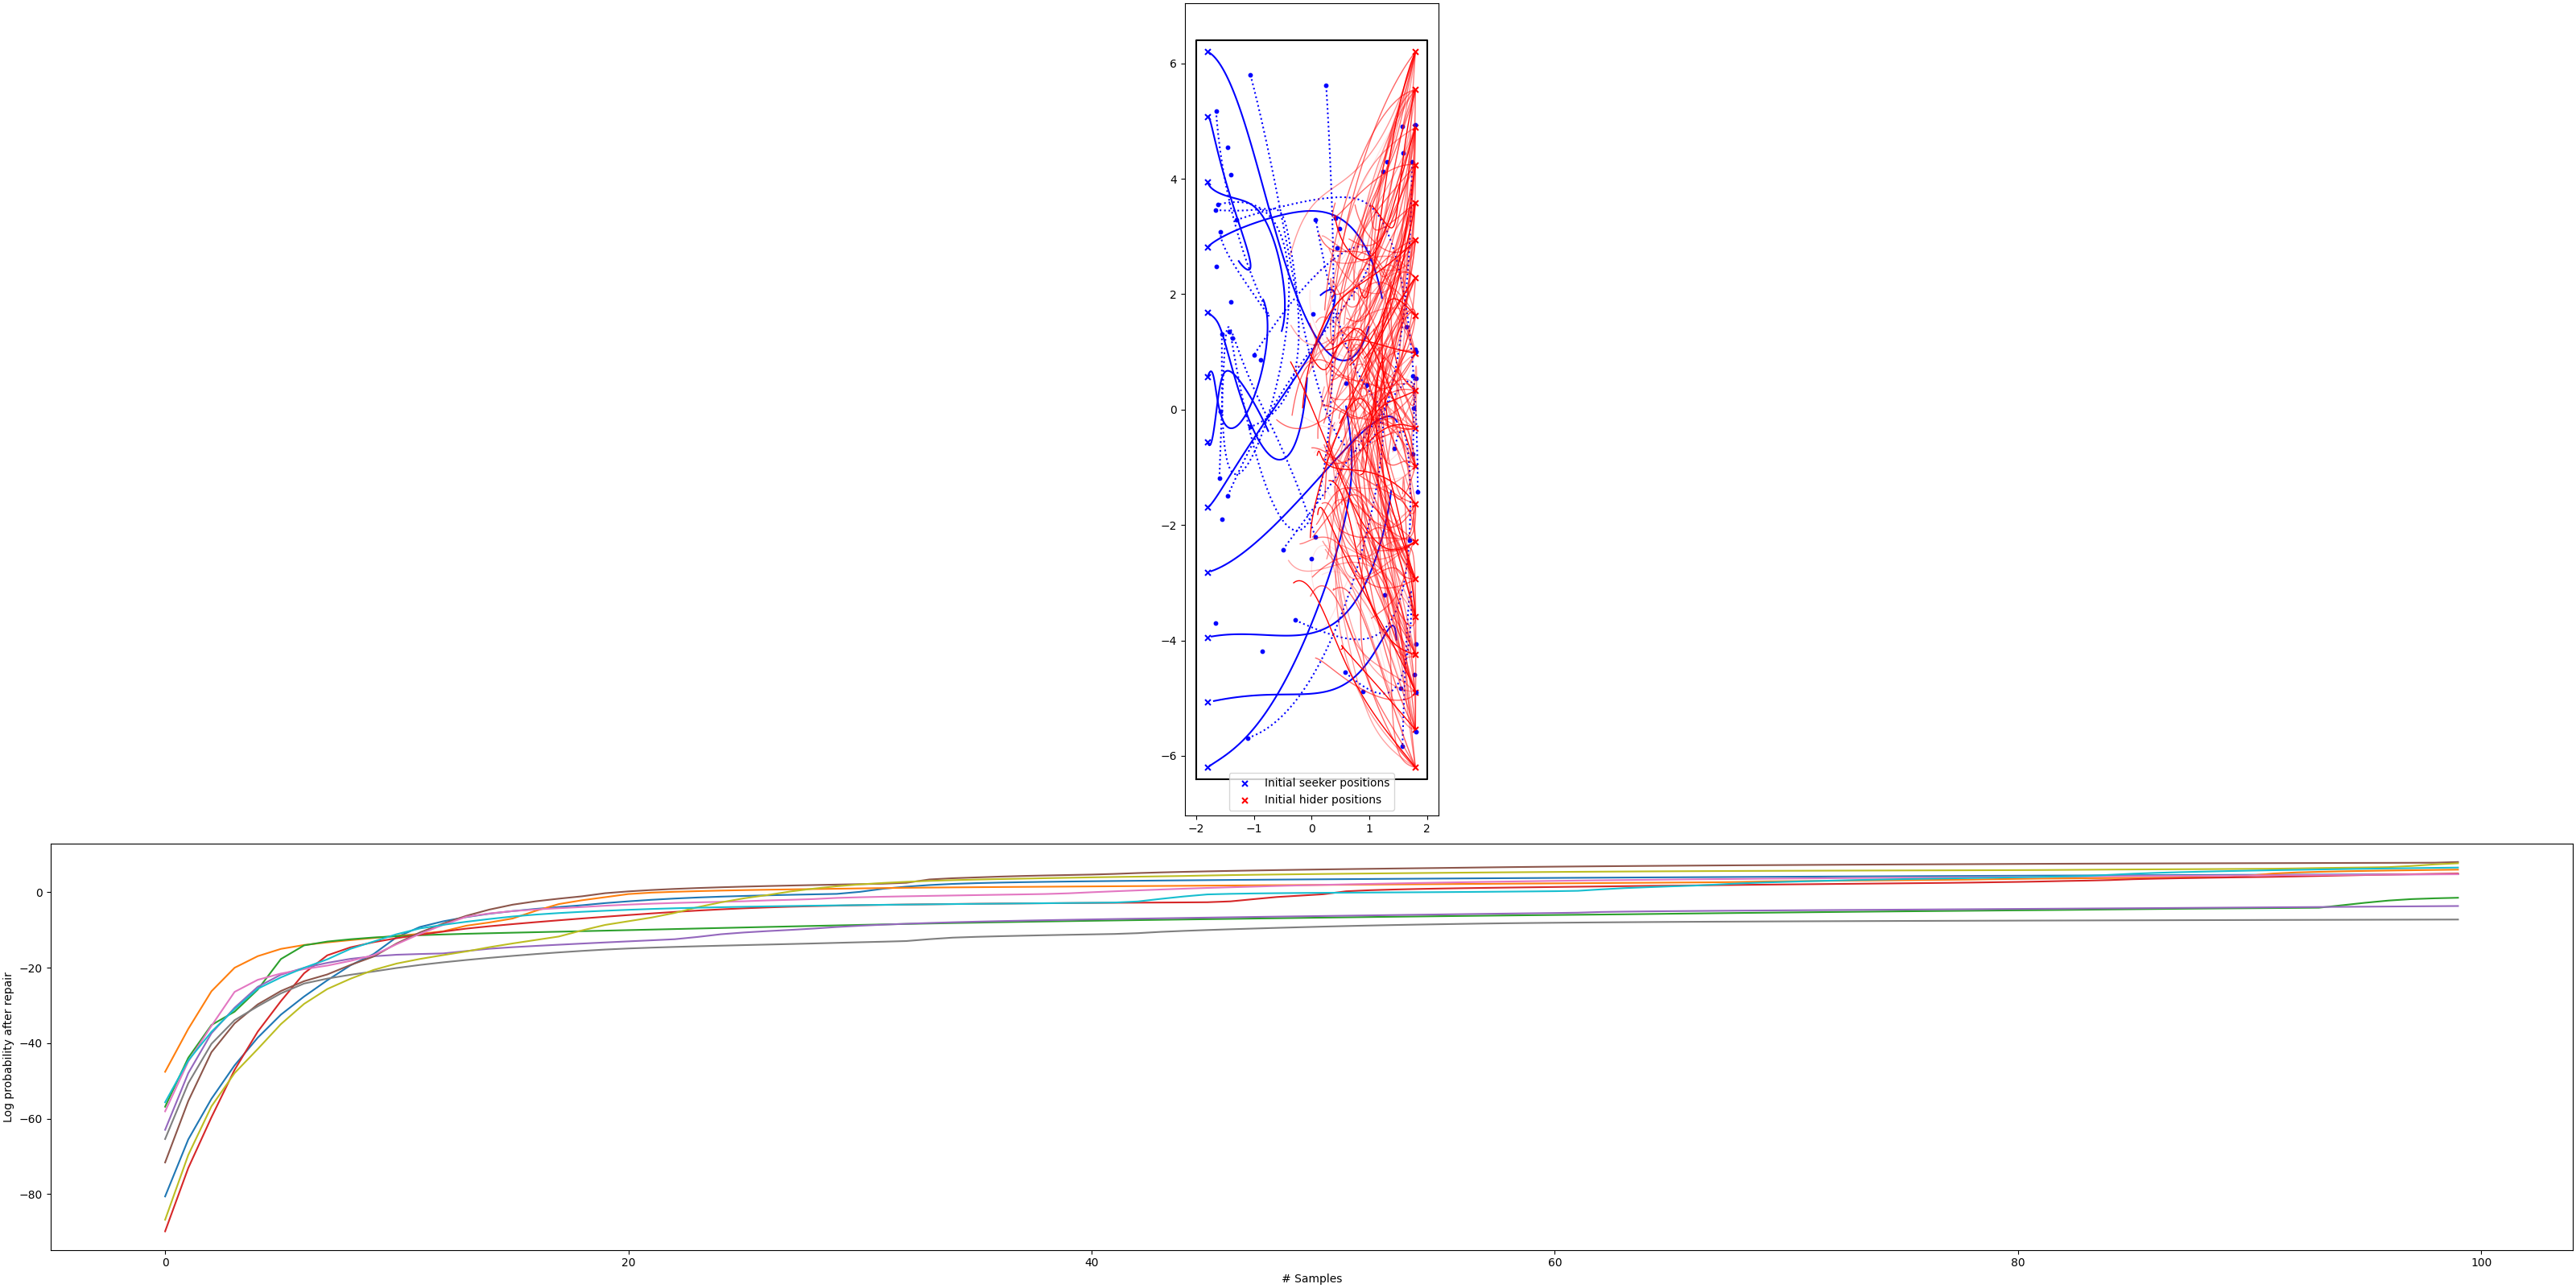 6
4
2
0
−2
−4
−6
Initial seeker positions
Initial hider positions
−2 −1 0 1 2
Log probability after repair
0
−20
−40
−60
−80
0 20 40 60 80 100
# Samples